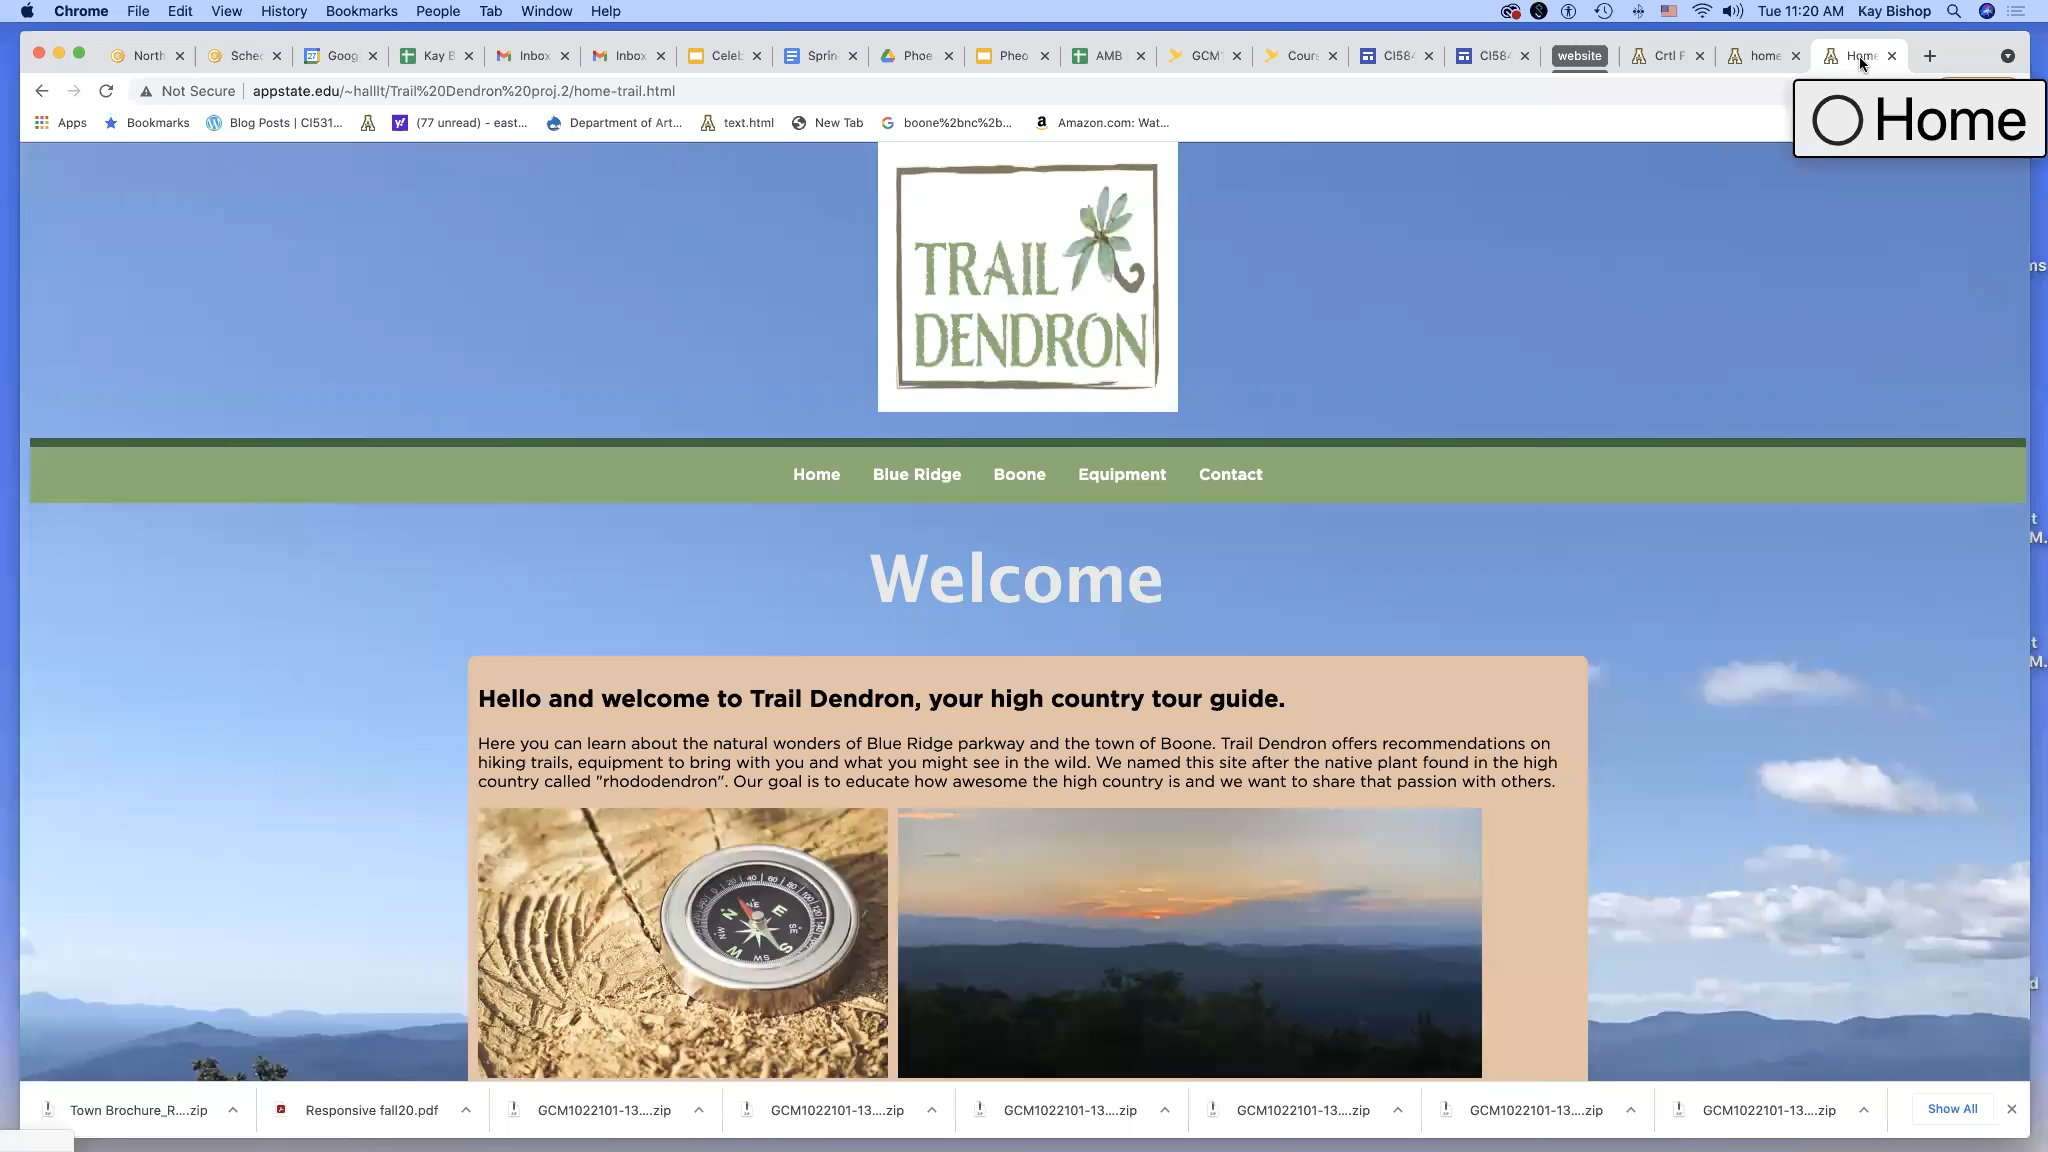 Chrome File Edit View History Bookmarks People Tab Window Help Tue 11:20 AM Kay Bishop
North Sche Goog Kay B Inbox Inbox Celeb Sprin Phoe Pheo AMB GCM Cours CI584 CI584 website Crtl F home Home
Not Secure appstate.edu/~halllt/Trail%20Dendron%20proj.2/home-trail.html
Apps Bookmarks Blog Posts | CI531... (77 unread) - east... Department of Art... text.html New Tab boone%2bnc%2b... Amazon.com: Wat...
Home
TRAIL
DENDRON
Home Blue Ridge Boone Equipment Contact
Welcome
Hello and welcome to Trail Dendron, your high country tour guide.
Here you can learn about the natural wonders of Blue Ridge parkway and the town of Boone. Trail Dendron offers recommendations on
hiking trails, equipment to bring with you and what you might see in the wild. We named this site after the native plant found in the high
country called "rhododendron". Our goal is to educate how awesome the high country is and we want to share that passion with others.
Town Brochure_R....zip Responsive fall20.pdf GCM1022101-13....zip GCM1022101-13....zip GCM1022101-13....zip GCM1022101-13....zip GCM1022101-13....zip GCM1022101-13....zip Show All